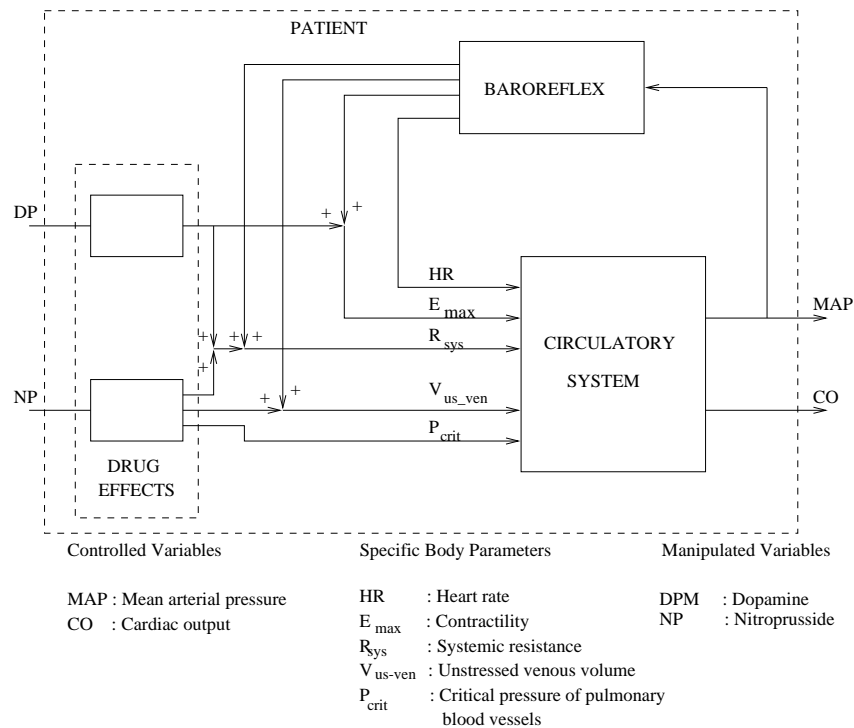 PATIENT
BAROREFLEX
DP
+ +
HR
MAP
E max
+ + +
R sys
CIRCULATORY
SYSTEM
+
NP
+ +
V us_ven
CO
P crit
DRUG
EFFECTS
Controlled Variables
MAP : Mean arterial pressure
CO : Cardiac output
Specific Body Parameters
HR : Heart rate
E max : Contractility
R sys : Systemic resistance
V us-ven : Unstressed venous volume
P crit : Critical pressure of pulmonary
blood vessels
Manipulated Variables
DPM : Dopamine
NP : Nitroprusside